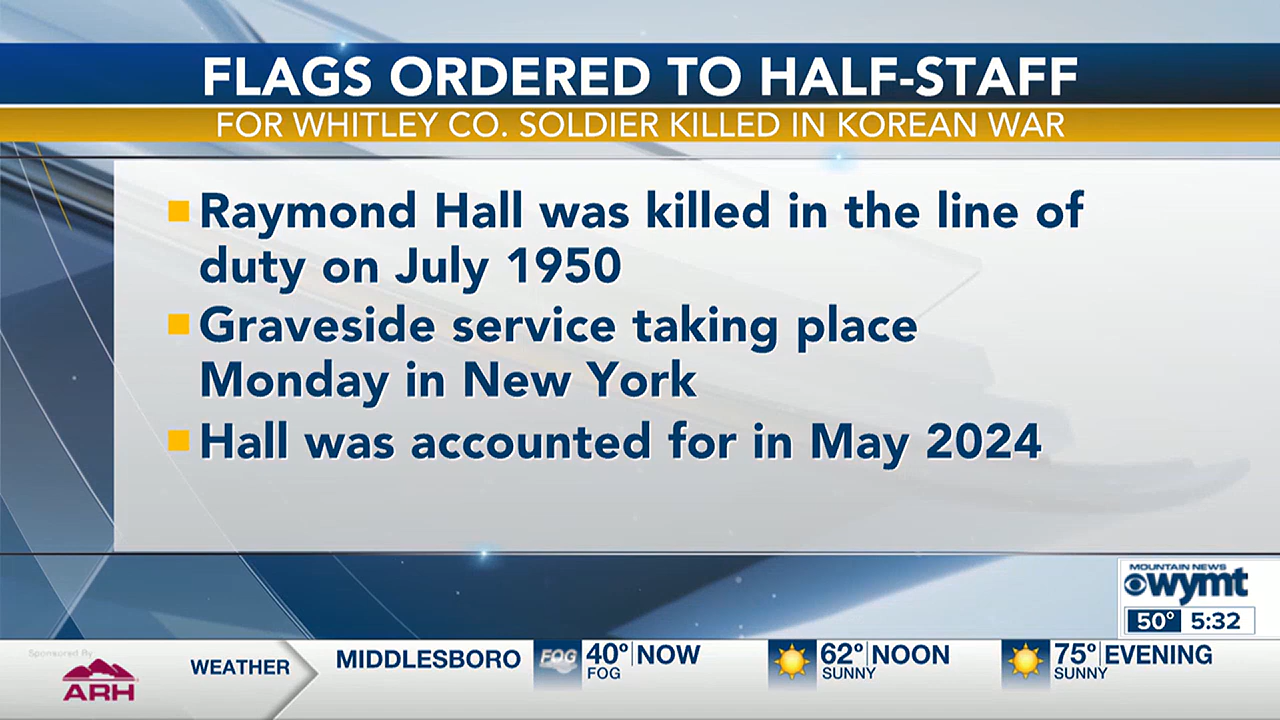 FLAGS ORDERED TO HALF-STAFF
FOR WHITLEY CO. SOLDIER KILLED IN KOREAN WAR
Raymond Hall was killed in the line of
duty on July 1950
Graveside service taking place
Monday in New York
Hall was accounted for in May 2024
MOUNTAIN NEWS
wymt
50° 5:32
Sponsored By
ARH
WEATHER
MIDDLESBORO
FOG
40° NOW
FOG
62° NOON
SUNNY
75° EVENING
SUNNY